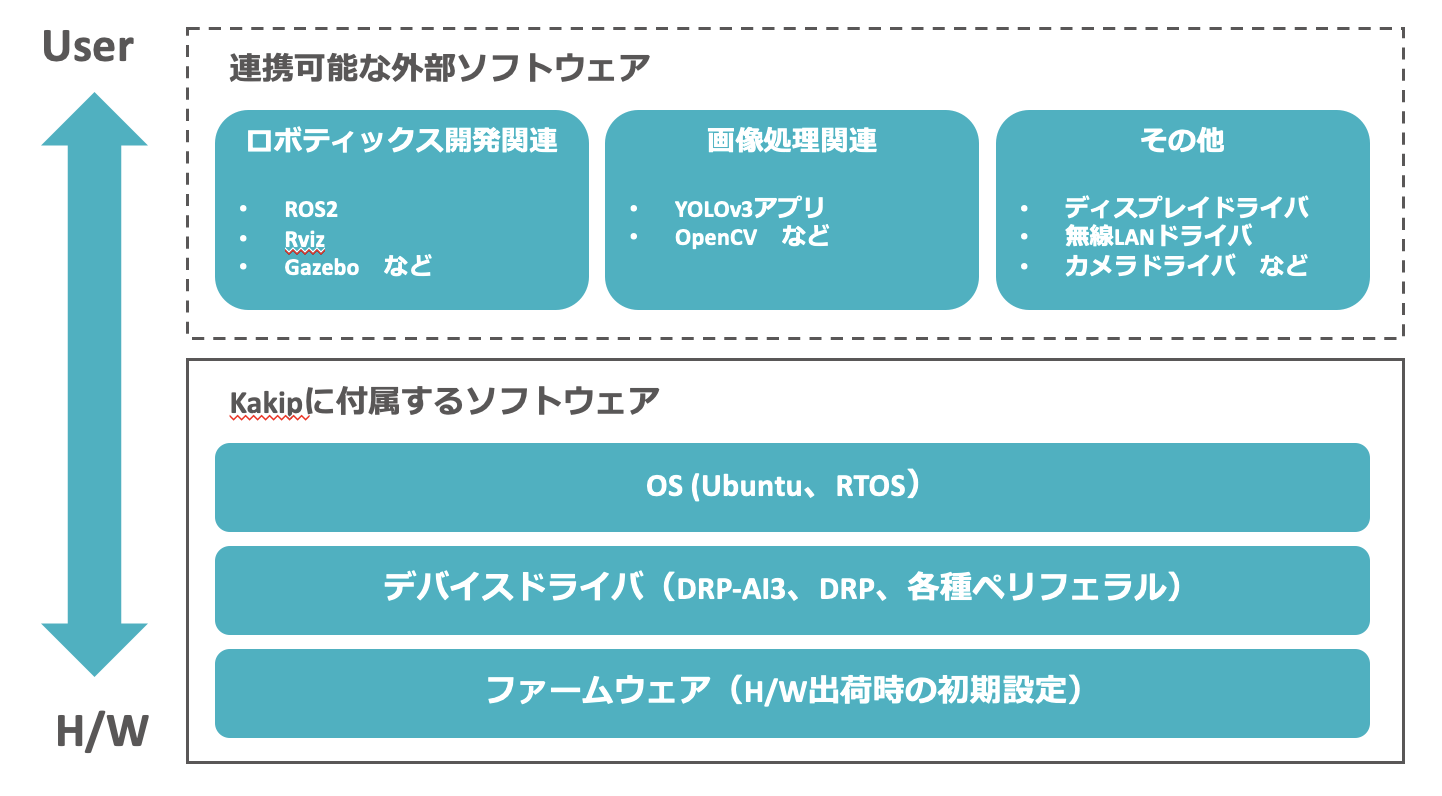 User
連携可能な外部ソフトウェア
ロボティックス開発関連
• ROS2
• Rviz
• Gazebo　など
画像処理関連
• YOLOv3アプリ
• OpenCV　など
その他
• ディスプレイドライバ
• 無線LANドライバ
• カメラドライバ　など
Kakipに付属するソフトウェア
OS (Ubuntu、RTOS）
デバイスドライバ（DRP-AI3、DRP、各種ペリフェラル）
ファームウェア（H/W出荷時の初期設定）
H/W